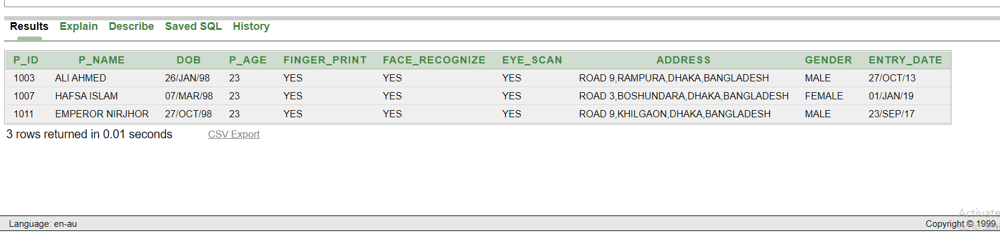 Results Explain Describe Saved SQL History
P_ID P_NAME DOB P_AGE FINGER_PRINT FACE_RECOGNIZE EYE_SCAN ADDRESS GENDER ENTRY_DATE
1003 ALI AHMED 26/JAN/98 23 YES YES YES ROAD 9,RAMPURA,DHAKA,BANGLADESH MALE 27/OCT/13
1007 HAFSA ISLAM 07/MAR/98 23 YES YES YES ROAD 3,BOSHUNDARA,DHAKA,BANGLADESH FEMALE 01/JAN/19
1011 EMPEROR NIRJHOR 27/OCT/98 23 YES YES YES ROAD 9,KHILGAON,DHAKA,BANGLADESH MALE 23/SEP/17
3 rows returned in 0.01 seconds CSV Export
Activate
Language: en-au Copyright © 1999,